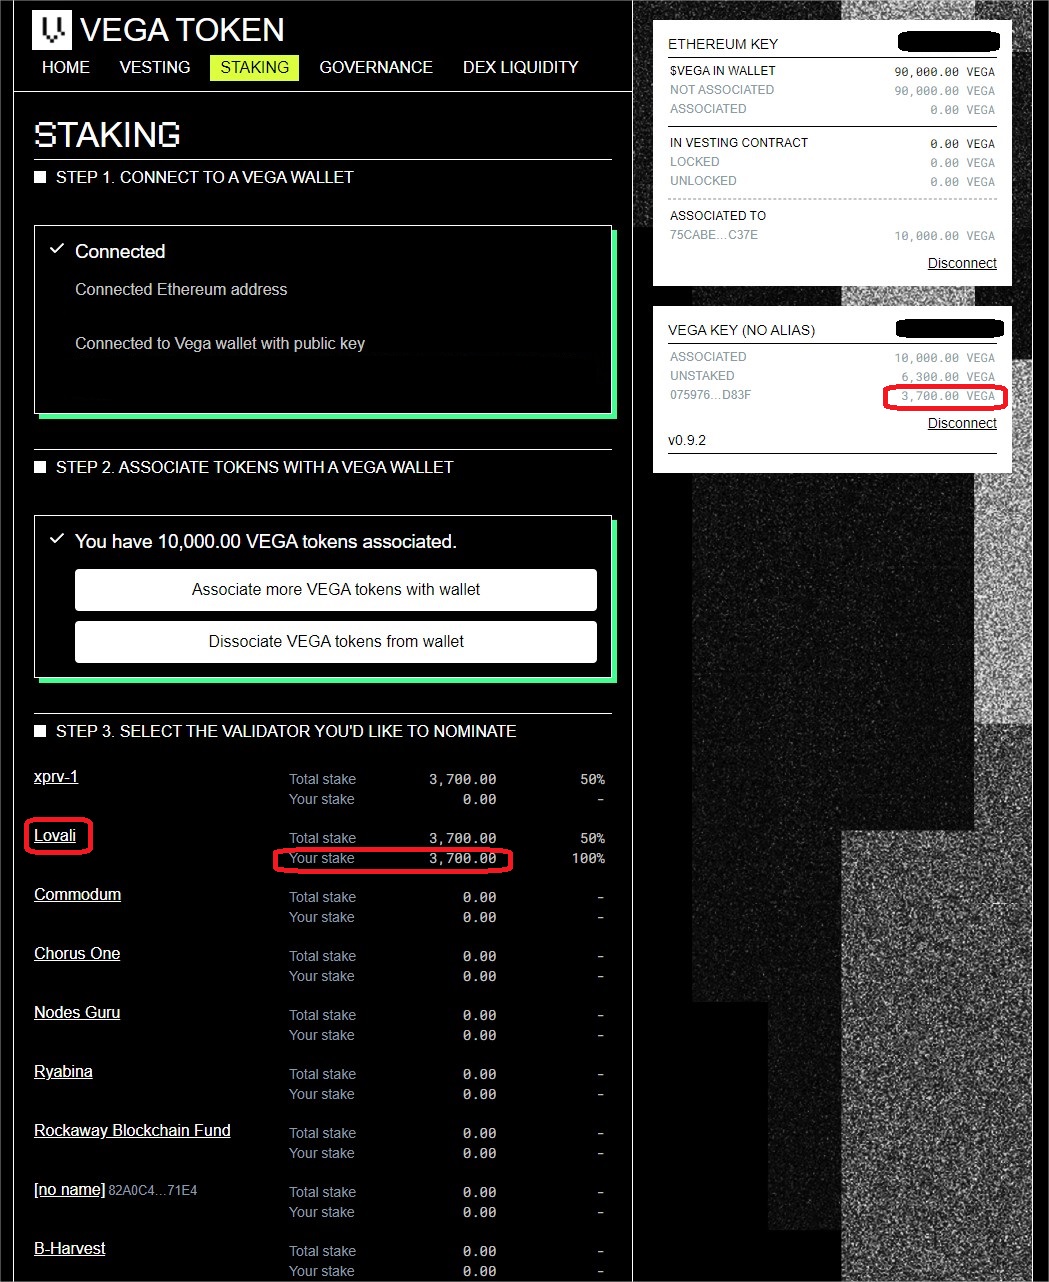 VEGA TOKEN
HOME VESTING STAKING GOVERNANCE DEX LIQUIDITY
STAKING
STEP 1. CONNECT TO A VEGA WALLET
Connected
Connected Ethereum address
Connected to Vega wallet with public key
STEP 2. ASSOCIATE TOKENS WITH A VEGA WALLET
You have 10,000.00 VEGA tokens associated.
Associate more VEGA tokens with wallet
Dissociate VEGA tokens from wallet
STEP 3. SELECT THE VALIDATOR YOU'D LIKE TO NOMINATE
xprv-1 Total stake 3,700.00 50%
Your stake 0.00 -
Lovali Total stake 3,700.00 50%
Your stake 3,700.00 100%
Commodum Total stake 0.00 -
Your stake 0.00 -
Chorus One Total stake 0.00 -
Your stake 0.00 -
Nodes Guru Total stake 0.00 -
Your stake 0.00 -
Ryabina Total stake 0.00 -
Your stake 0.00 -
Rockaway Blockchain Fund Total stake 0.00 -
Your stake 0.00 -
[no name] 82A0C4...71E4 Total stake 0.00 -
Your stake 0.00 -
B-Harvest Total stake 0.00 -
Your stake 0.00 -
ETHEREUM KEY
$VEGA IN WALLET 90,000.00 VEGA
NOT ASSOCIATED 90,000.00 VEGA
ASSOCIATED 0.00 VEGA
IN VESTING CONTRACT 0.00 VEGA
LOCKED 0.00 VEGA
UNLOCKED 0.00 VEGA
ASSOCIATED TO
75CABE...C37E 10,000.00 VEGA
Disconnect
VEGA KEY (NO ALIAS)
ASSOCIATED 10,000.00 VEGA
UNSTAKED 6,300.00 VEGA
075976...D83F 3,700.00 VEGA
Disconnect
v0.9.2